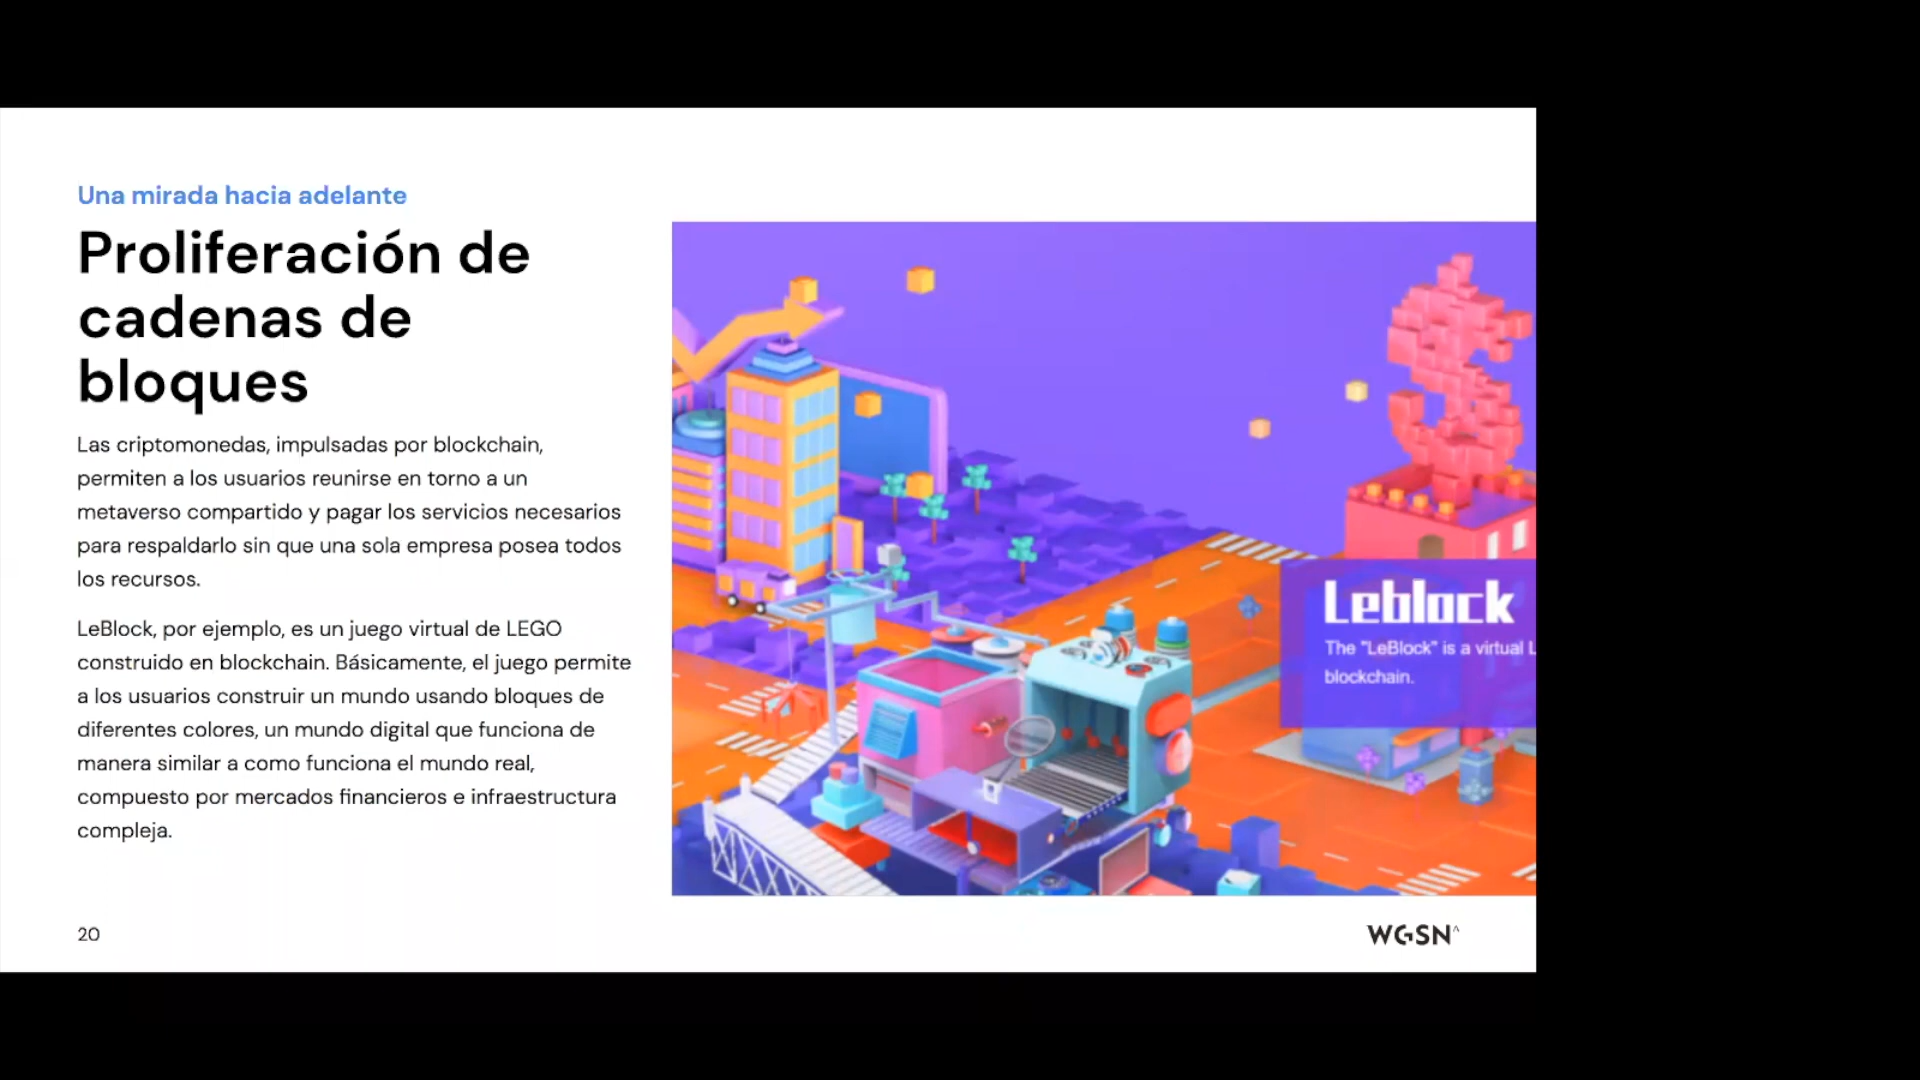 Una mirada hacia adelante
Proliferación de
cadenas de
bloques
Las criptomonedas, impulsadas por blockchain,
permiten a los usuarios reunirse en torno a un
metaverso compartido y pagar los servicios necesarios
para respaldarlo sin que una sola empresa posea todos
los recursos.
LeBlock, por ejemplo, es un juego virtual de LEGO
construido en blockchain. Básicamente, el juego permite
a los usuarios construir un mundo usando bloques de
diferentes colores, un mundo digital que funciona de
manera similar a como funciona el mundo real,
compuesto por mercados financieros e infraestructura
compleja.
Leblock
The "LeBlock" is a virtual L
blockchain.
20
WGSN^